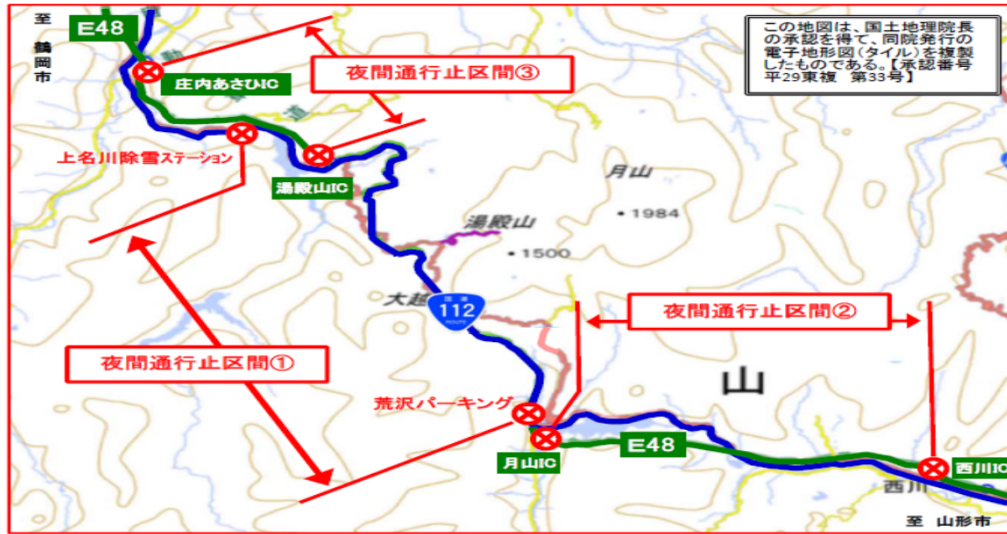 至
鶴岡市
E48
庄内あさひIC
夜間通行止区間③
この地図は、国土地理院長
の承認を得て、同院発行の
電子地形図(タイル)を複製
したものである。【承認番号
平29東複 第33号】
上名川除雪ステーション
湯殿山IC
月山
・1984
湯殿山
・1500
大越
国道
112
ROUTE
夜間通行止区間②
夜間通行止区間①
山
荒沢パーキング
月山IC
E48
西川IC
西川
至 山形市